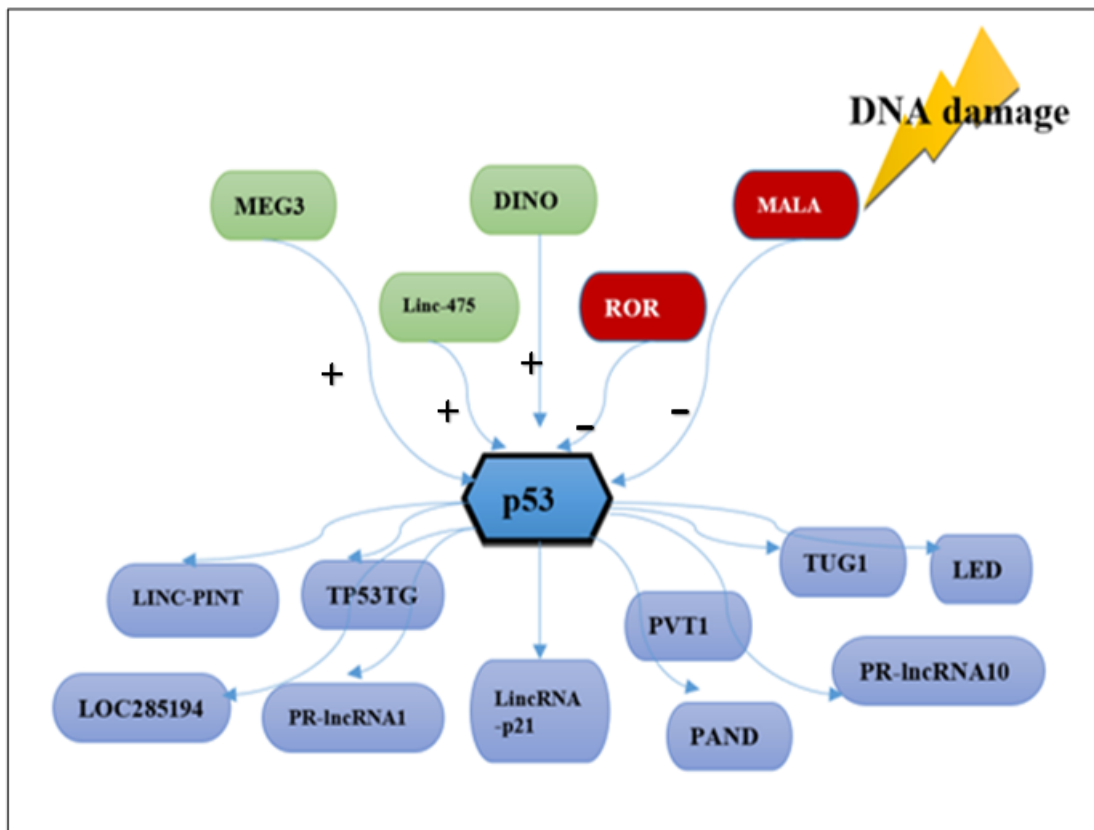 DNA damage
MEG3
DINO
MALA
Linc-475
ROR
+
+
+
-
-
p53
LINC-PINT
TP53TG
TUG1
LED
PVT1
LOC285194
PR-lncRNA1
LincRNA
-p21
PAND
PR-lncRNA10